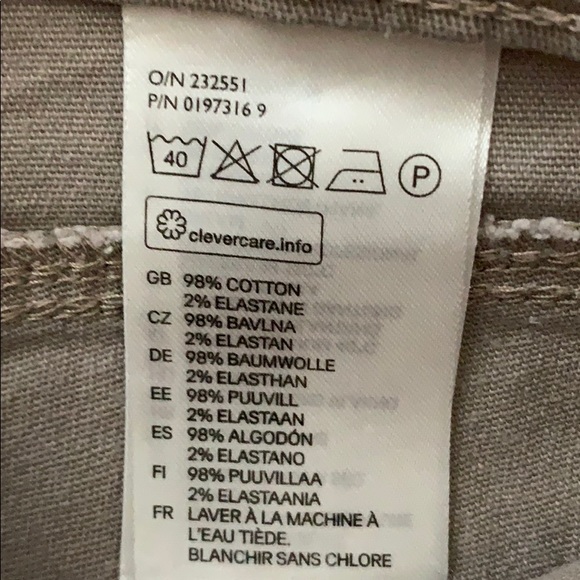 O/N 232551
P/N 0197316 9
40 P
clevercare.info
GB 98% COTTON
2% ELASTANE
CZ 98% BAVLNA
2% ELASTAN
DE 98% BAUMWOLLE
2% ELASTHAN
EE 98% PUUVILL
2% ELASTAAN
ES 98% ALGODÓN
2% ELASTANO
FI 98% PUUVILLAA
2% ELASTAANIA
FR LAVER À LA MACHINE À
L'EAU TIÈDE.
BLANCHIR SANS CHLORE